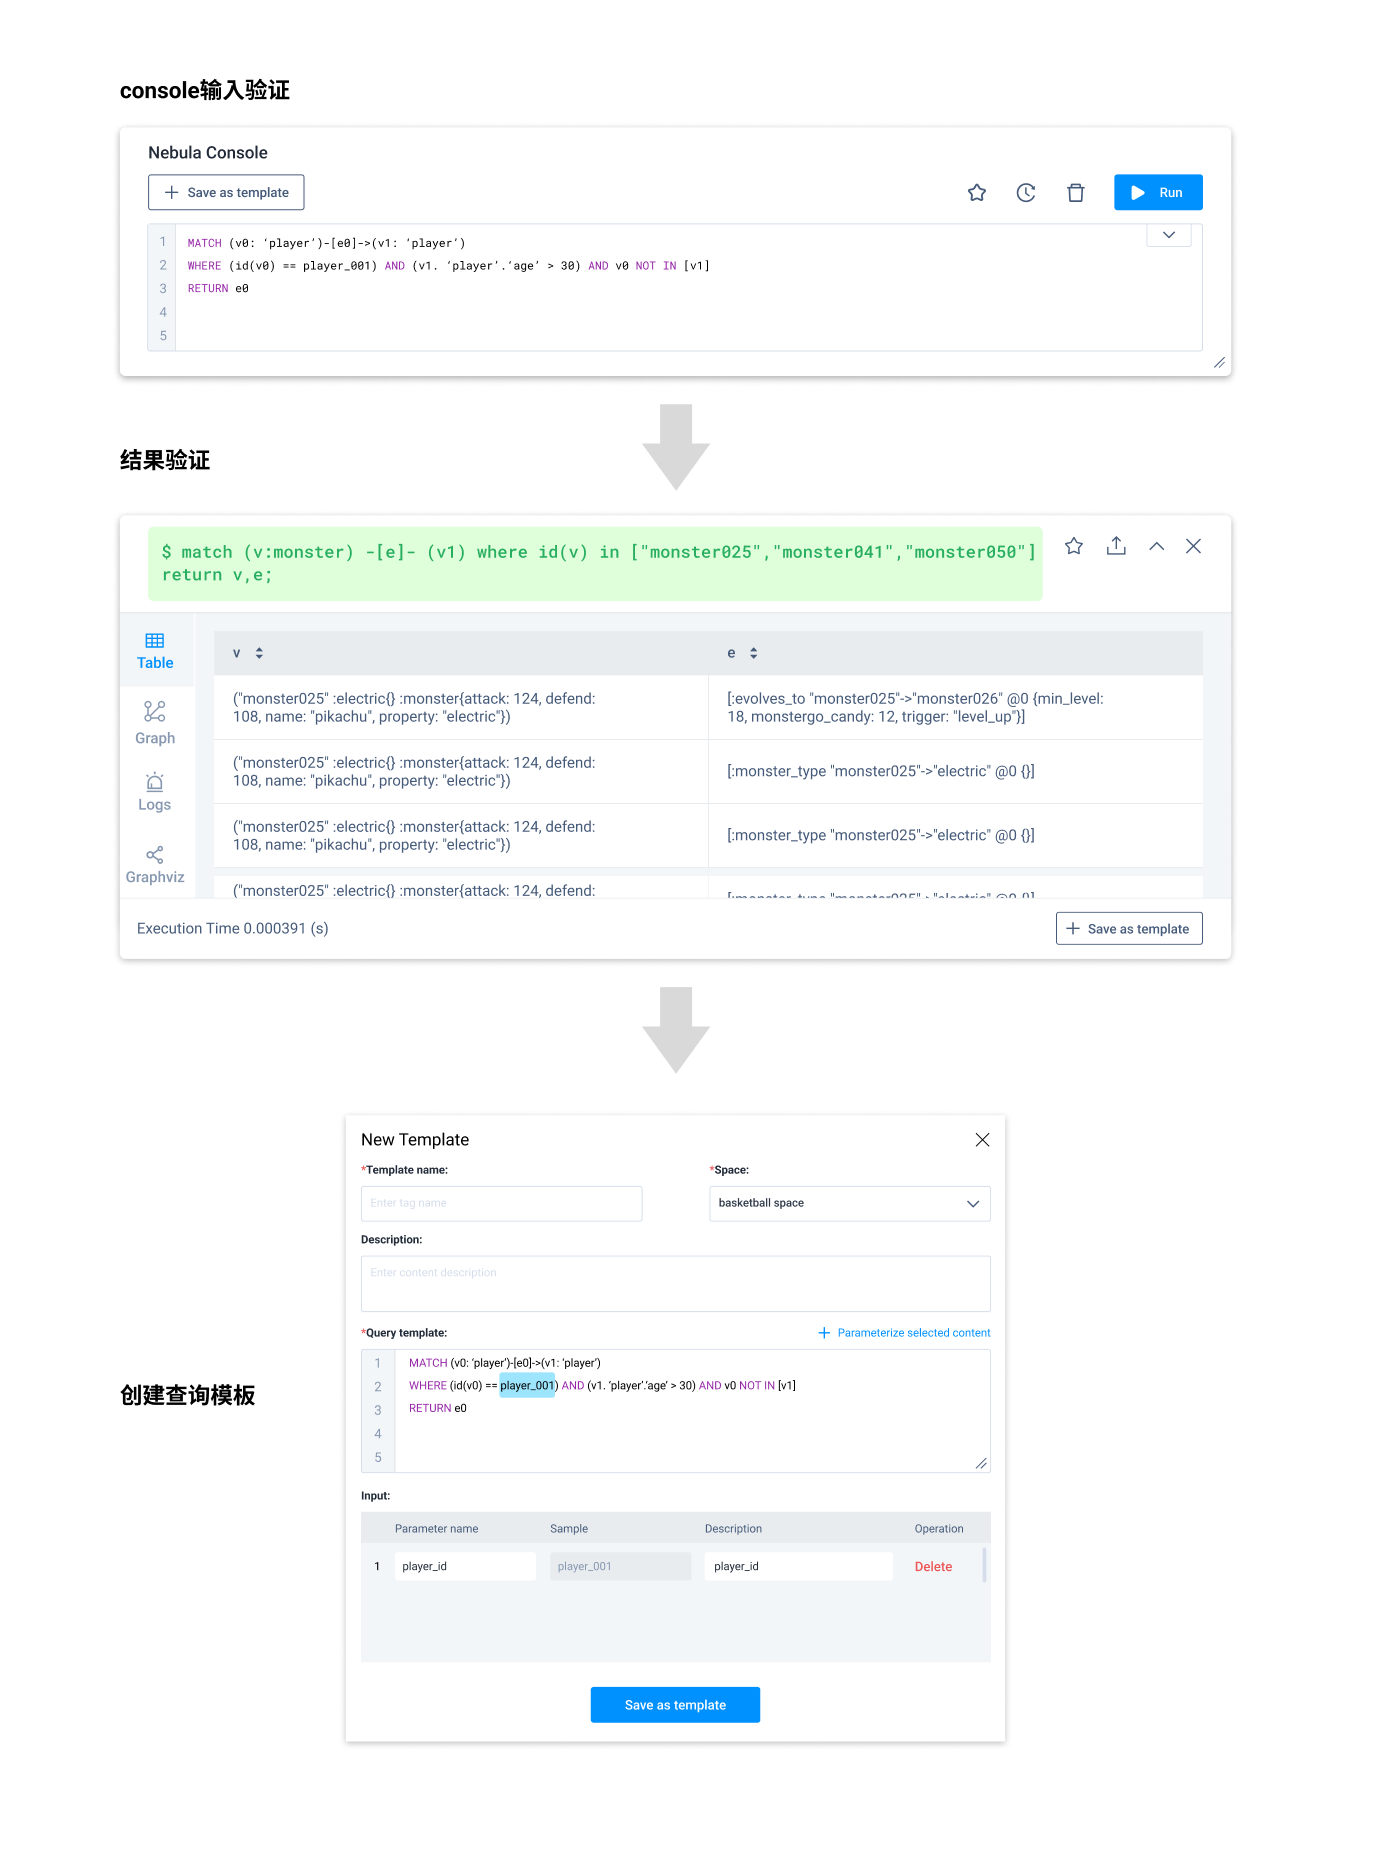 console输入验证
Nebula Console
Save as template
Run
1 MATCH (v0: ‘player’)-[e0]->(v1: ‘player’)
2 WHERE (id(v0) == player_001) AND (v1. ‘player’.‘age’ > 30) AND v0 NOT IN [v1]
3 RETURN e0
4
5
结果验证
$ match (v:monster) -[e]- (v1) where id(v) in ["monster025","monster041","monster050"]
return v,e;
Table
Graph
Logs
Graphviz
v e
("monster025" :electric{} :monster{attack: 124, defend:
108, name: "pikachu", property: "electric"})
[:evolves_to "monster025"->"monster026" @0 {min_level:
18, monstergo_candy: 12, trigger: "level_up"}]
("monster025" :electric{} :monster{attack: 124, defend:
108, name: "pikachu", property: "electric"})
[:monster_type "monster025"->"electric" @0 {}]
("monster025" :electric{} :monster{attack: 124, defend:
108, name: "pikachu", property: "electric"})
[:monster_type "monster025"->"electric" @0 {}]
("monster025" :electric{} :monster{attack: 124, defend:
[:monster_type "monster025"->"electric" @0 {}]
Execution Time 0.000391 (s)
Save as template
创建查询模板
New Template
*Template name:
Enter tag name
*Space:
basketball space
Description:
Enter content description
*Query template:
Parameterize selected content
1 MATCH (v0: ‘player’)-[e0]->(v1: ‘player’)
2 WHERE (id(v0) == player_001) AND (v1. ‘player’.‘age’ > 30) AND v0 NOT IN [v1]
3 RETURN e0
4
5
Input:
Parameter name Sample Description Operation
1 player_id player_001 player_id Delete
Save as template